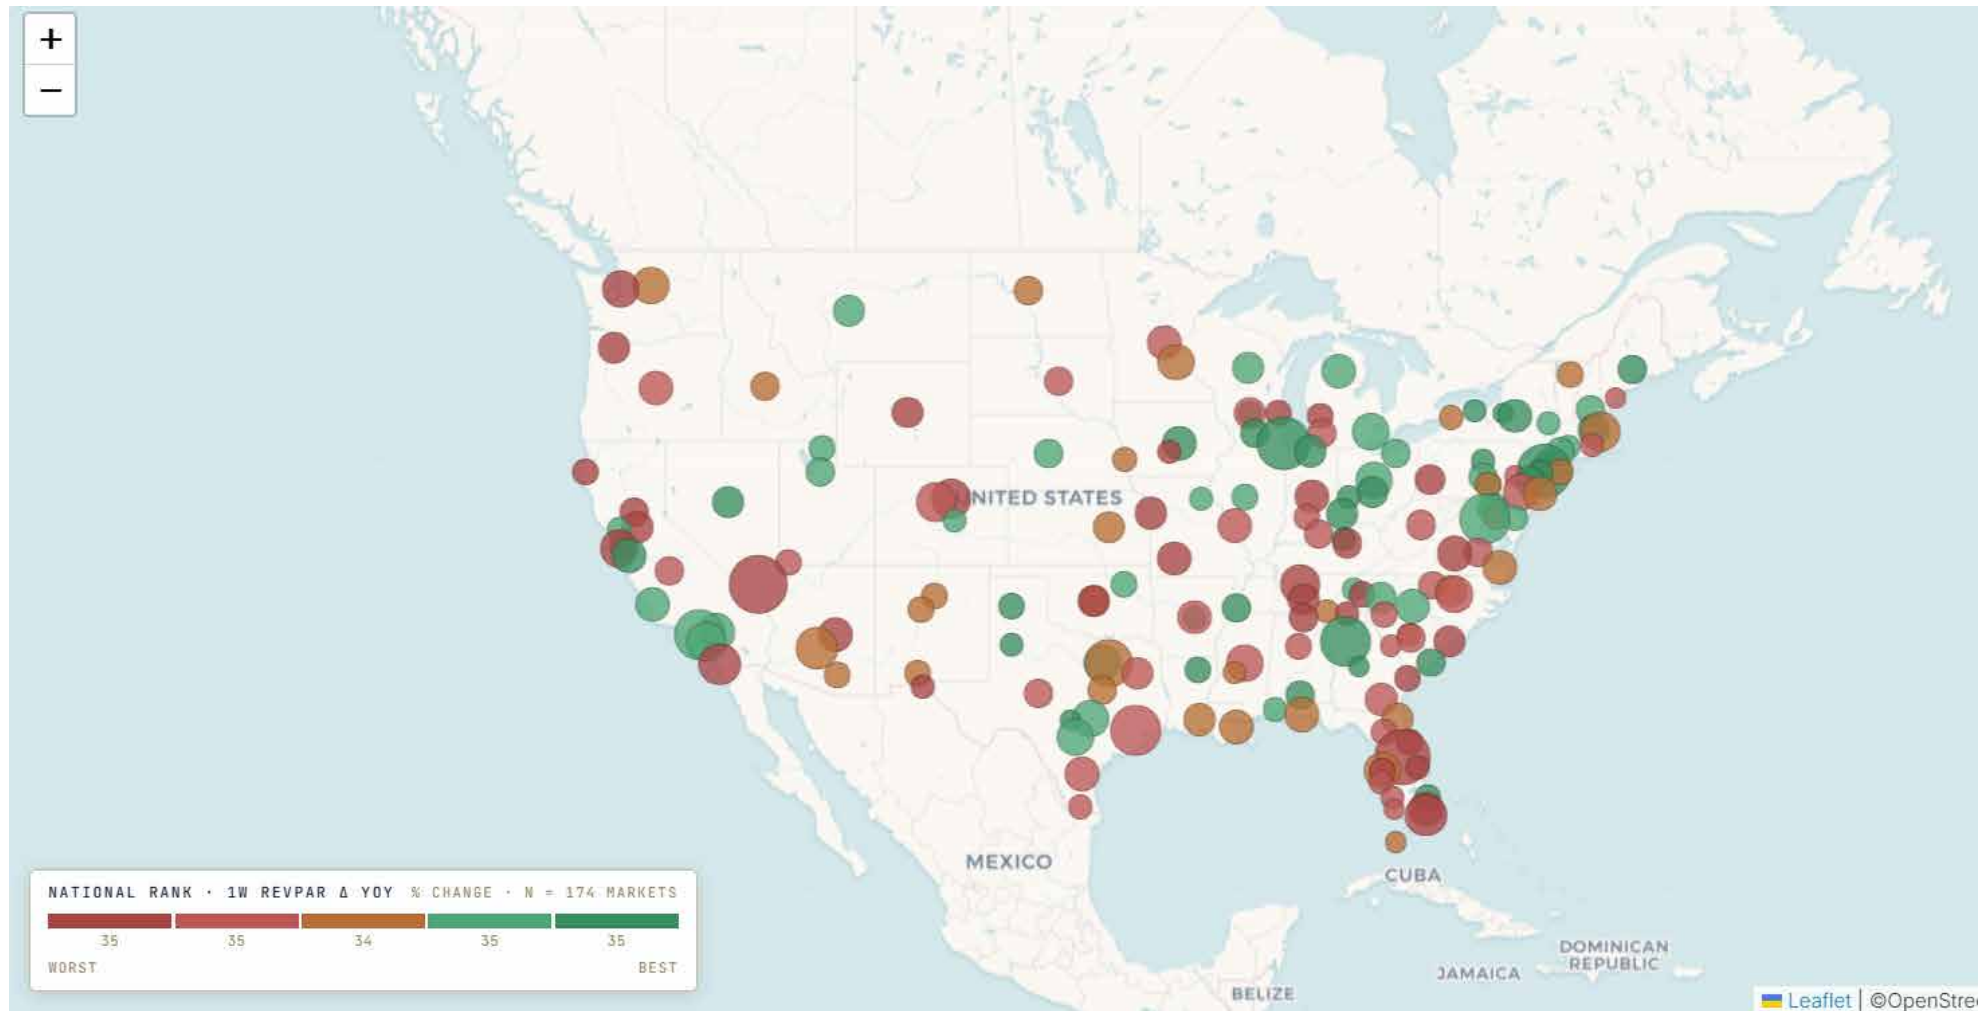 +
−
UNITED STATES
MEXICO
CUBA
DOMINICAN
REPUBLIC
JAMAICA
BELIZE
NATIONAL RANK · 1W REVPAR Δ YOY % CHANGE · N = 174 MARKETS
35 35 34 35 35
WORST BEST
Leaflet | ©OpenStree